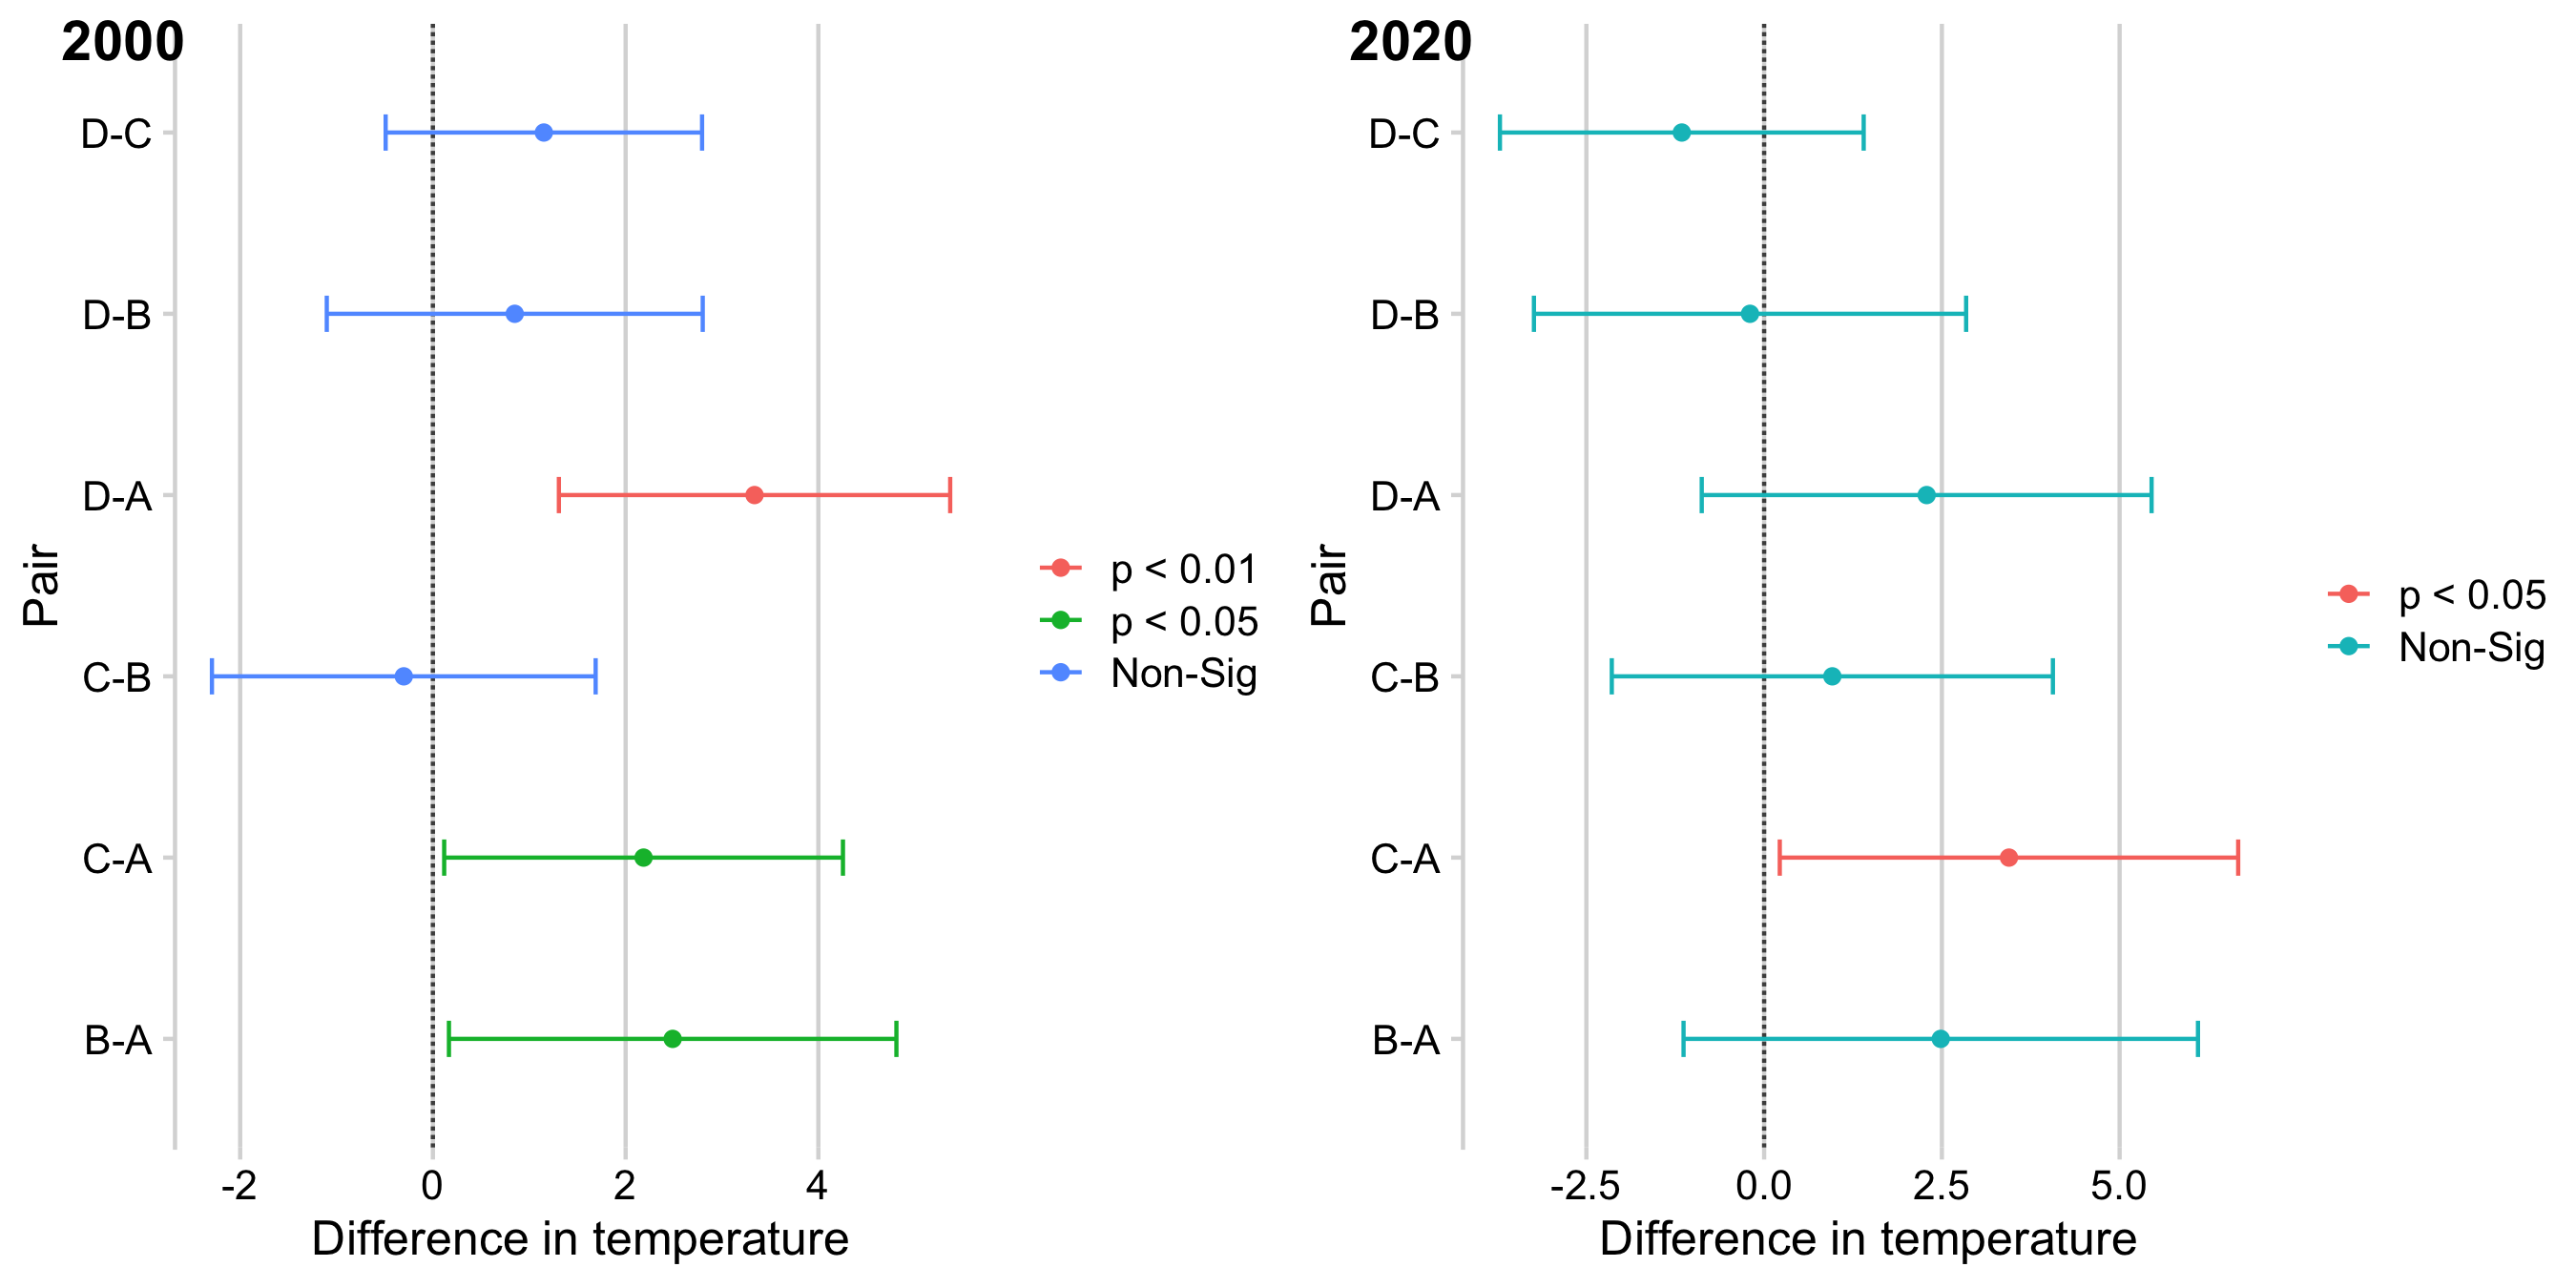 2000
D-C
D-B
D-A
C-B
C-A
B-A
Pair
-2 0 2 4
Difference in temperature
p < 0.01
p < 0.05
Non-Sig
2020
D-C
D-B
D-A
C-B
C-A
B-A
Pair
-2.5 0.0 2.5 5.0
Difference in temperature
p < 0.05
Non-Sig